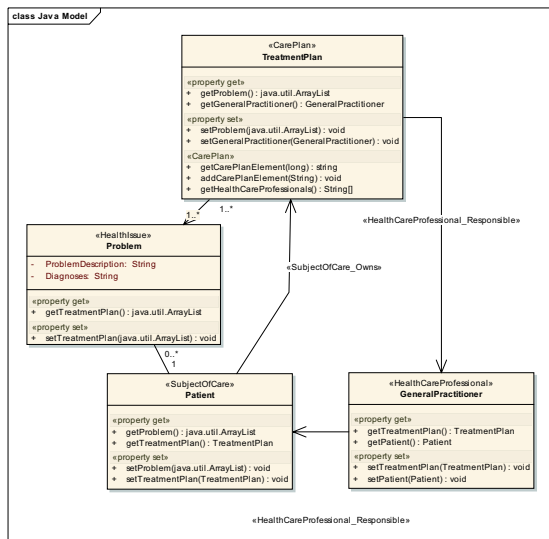 class Java Model
«CarePlan»
TreatmentPlan
«property get»
+ getProblem() : java.util.ArrayList
+ getGeneralPractitioner() : GeneralPractitioner
«property set»
+ setProblem(java.util.ArrayList) : void
+ setGeneralPractitioner(GeneralPractitioner) : void
«CarePlan»
+ getCarePlanElement(long) : string
+ addCarePlanElement(String) : void
+ getHealthCareProfessionals() : String[]
1..*
1..*
«HealthCareProfessional_Responsible»
«HealthIssue»
Problem
- ProblemDescription: String
- Diagnoses: String
«property get»
+ getTreatmentPlan() : java.util.ArrayList
«property set»
+ setTreatmentPlan(java.util.ArrayList) : void
«SubjectOfCare_Owns»
0..*
1
«SubjectOfCare»
Patient
«property get»
+ getProblem() : java.util.ArrayList
+ getTreatmentPlan() : TreatmentPlan
«property set»
+ setProblem(java.util.ArrayList) : void
+ setTreatmentPlan(TreatmentPlan) : void
«HealthCareProfessional»
GeneralPractitioner
«property get»
+ getTreatmentPlan() : TreatmentPlan
+ getPatient() : Patient
«property set»
+ setTreatmentPlan(TreatmentPlan) : void
+ setPatient(Patient) : void
«HealthCareProfessional_Responsible»